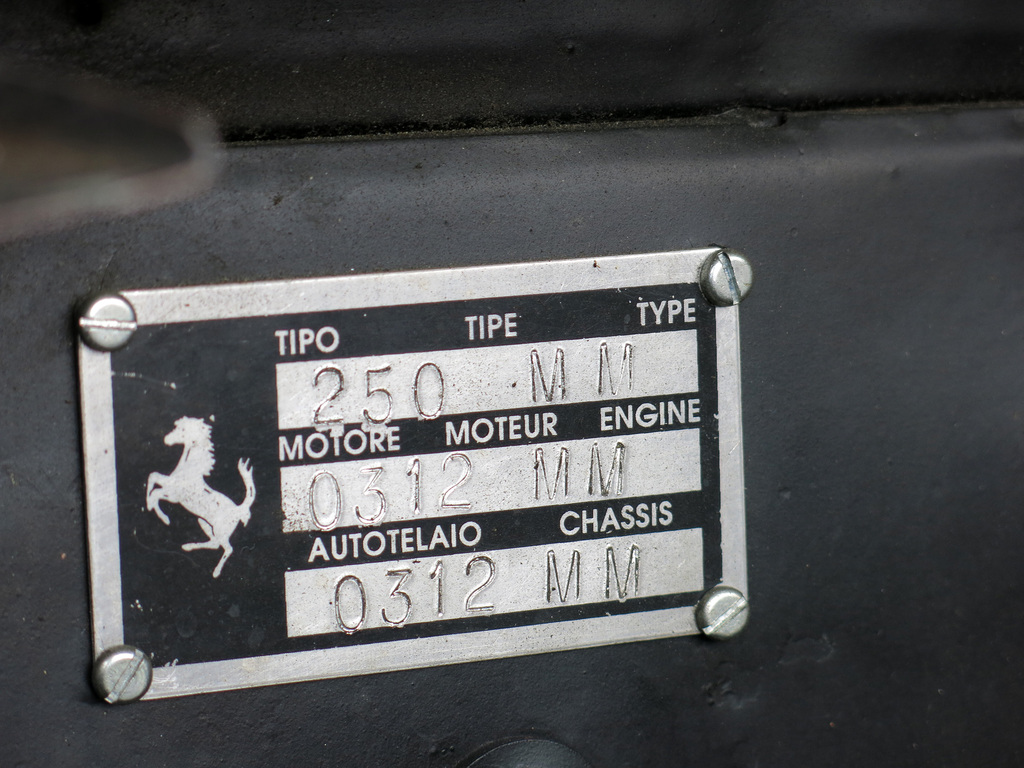 TIPO TIPE TYPE
250 MM
MOTORE MOTEUR ENGINE
0312 MM
AUTOTELAIO CHASSIS
0312 MM